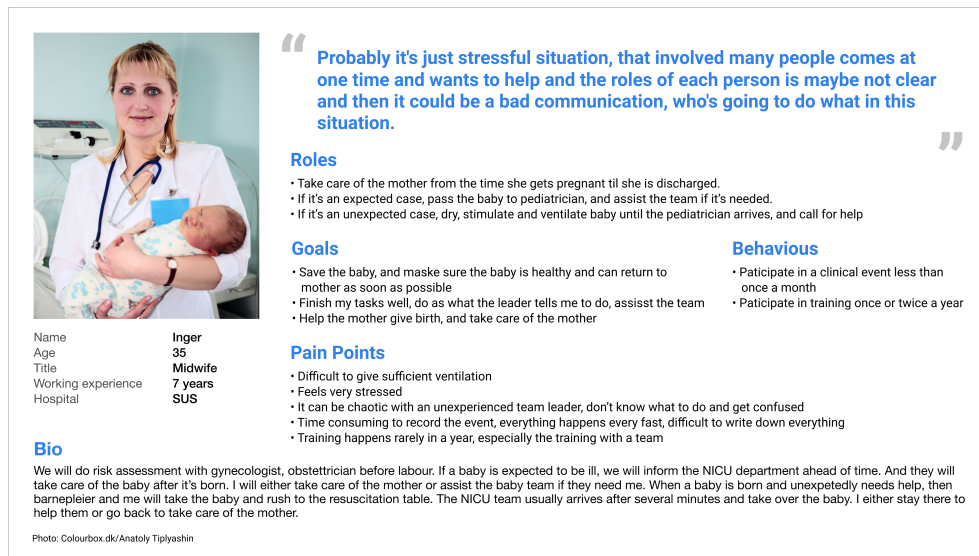 “
Probably it's just stressful situation, that involved many people comes at
one time and wants to help and the roles of each person is maybe not clear
and then it could be a bad communication, who's going to do what in this
situation.
”
Roles
• Take care of the mother from the time she gets pregnant til she is discharged.
• If it's an expected case, pass the baby to pediatrician, and assist the team if it's needed.
• If it's an unexpected case, dry, stimulate and ventilate baby until the pediatrician arrives, and call for help
Goals
• Save the baby, and maske sure the baby is healthy and can return to
mother as soon as possible
• Finish my tasks well, do as what the leader tells me to do, assisst the team
• Help the mother give birth, and take care of the mother
Behavious
• Paticipate in a clinical event less than
once a month
• Paticipate in training once or twice a year
Name Inger
Age 35
Title Midwife
Working experience 7 years
Hospital SUS
Pain Points
• Difficult to give sufficient ventilation
• Feels very stressed
• It can be chaotic with an unexperienced team leader, don't know what to do and get confused
• Time consuming to record the event, everything happens every fast, difficult to write down everything
• Training happens rarely in a year, especially the training with a team
Bio
We will do risk assessment with gynecologist, obstettrician before labour. If a baby is expected to be ill, we will inform the NICU department ahead of time. And they will
take care of the baby after it's born. I will either take care of the mother or assist the baby team if they need me. When a baby is born and unexpetedly needs help, then
barnepleier and me will take the baby and rush to the resuscitation table. The NICU team usually arrives after several minutes and take over the baby. I either stay there to
help them or go back to take care of the mother.
Photo: Colourbox.dk/Anatoly Tiplyashin